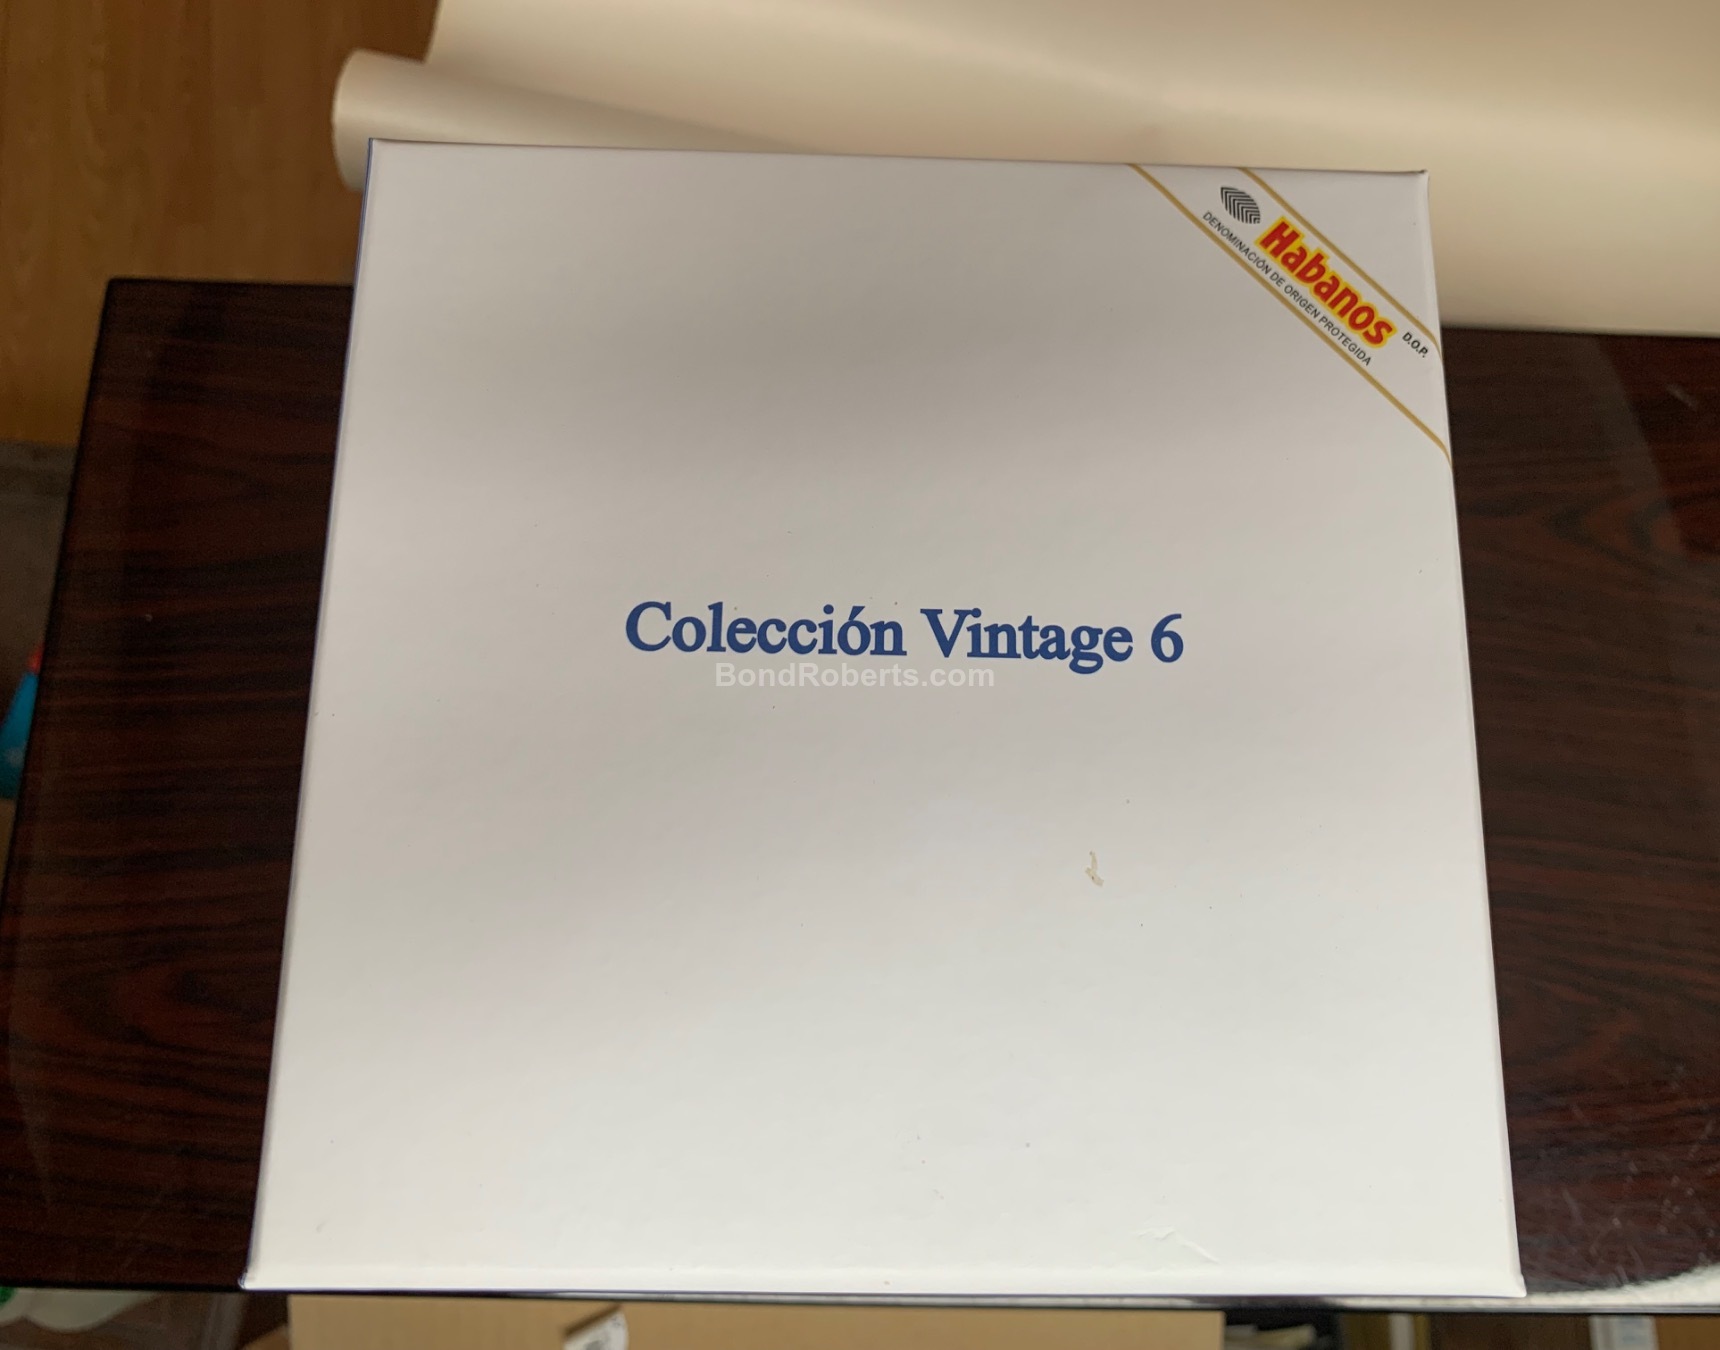 Habanos
D.O.P.
DENOMINACIÓN DE ORIGEN PROTEGIDA
Colección Vintage 6
BondRoberts.com